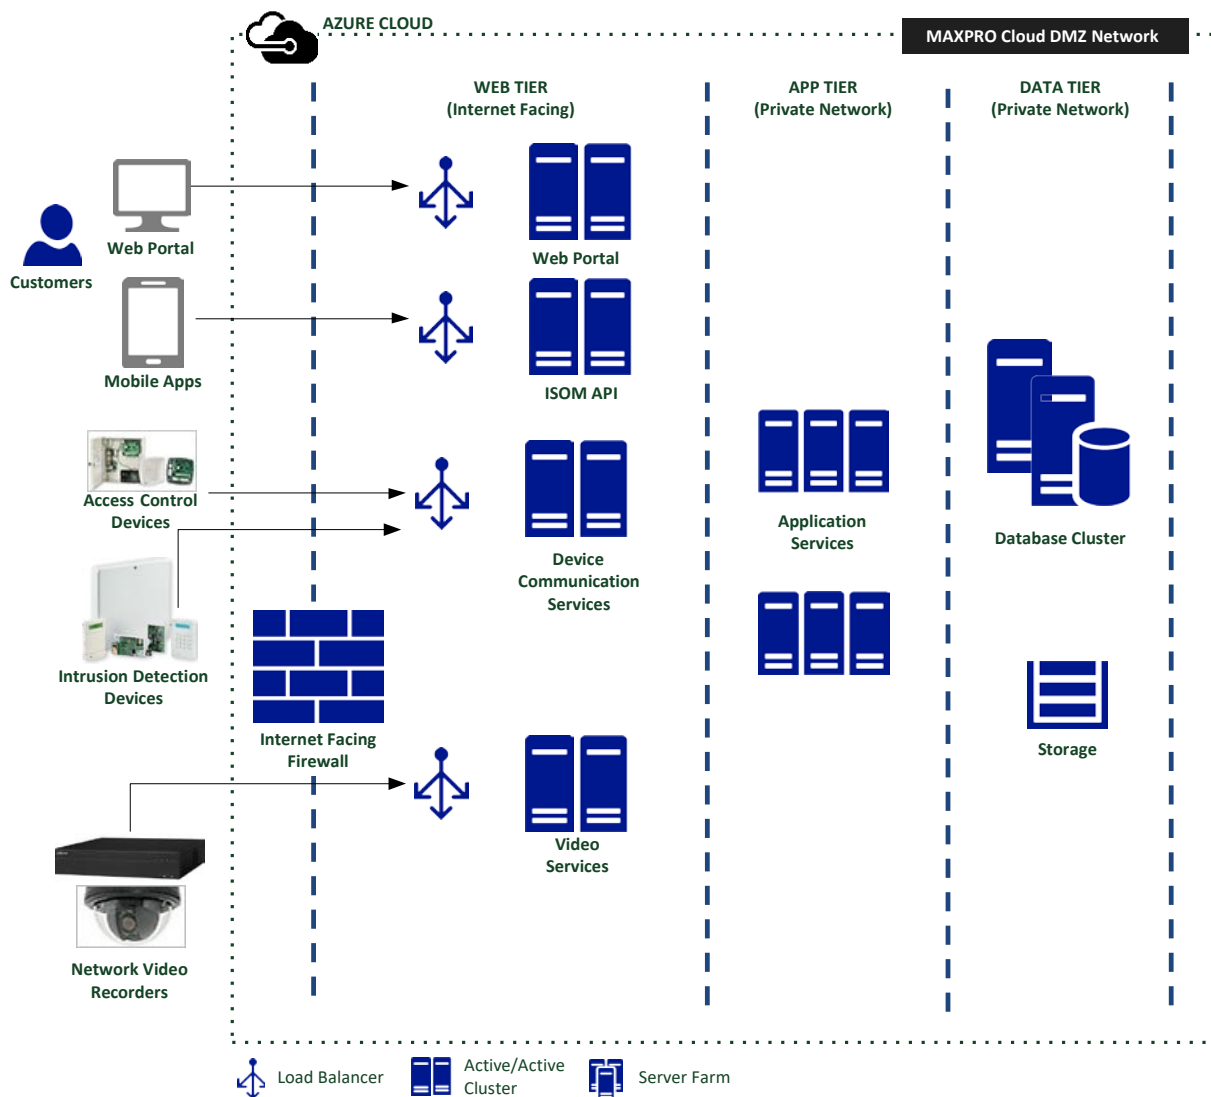 AZURE CLOUD
MAXPRO Cloud DMZ Network
WEB TIER
(Internet Facing)
APP TIER
(Private Network)
DATA TIER
(Private Network)
Customers
Web Portal
Mobile Apps
Access Control
Devices
Intrusion Detection
Devices
Network Video
Recorders
Internet Facing
Firewall
Web Portal
ISOM API
Device
Communication
Services
Video
Services
Application
Services
Database Cluster
Storage
Load Balancer
Active/Active
Cluster
Server Farm